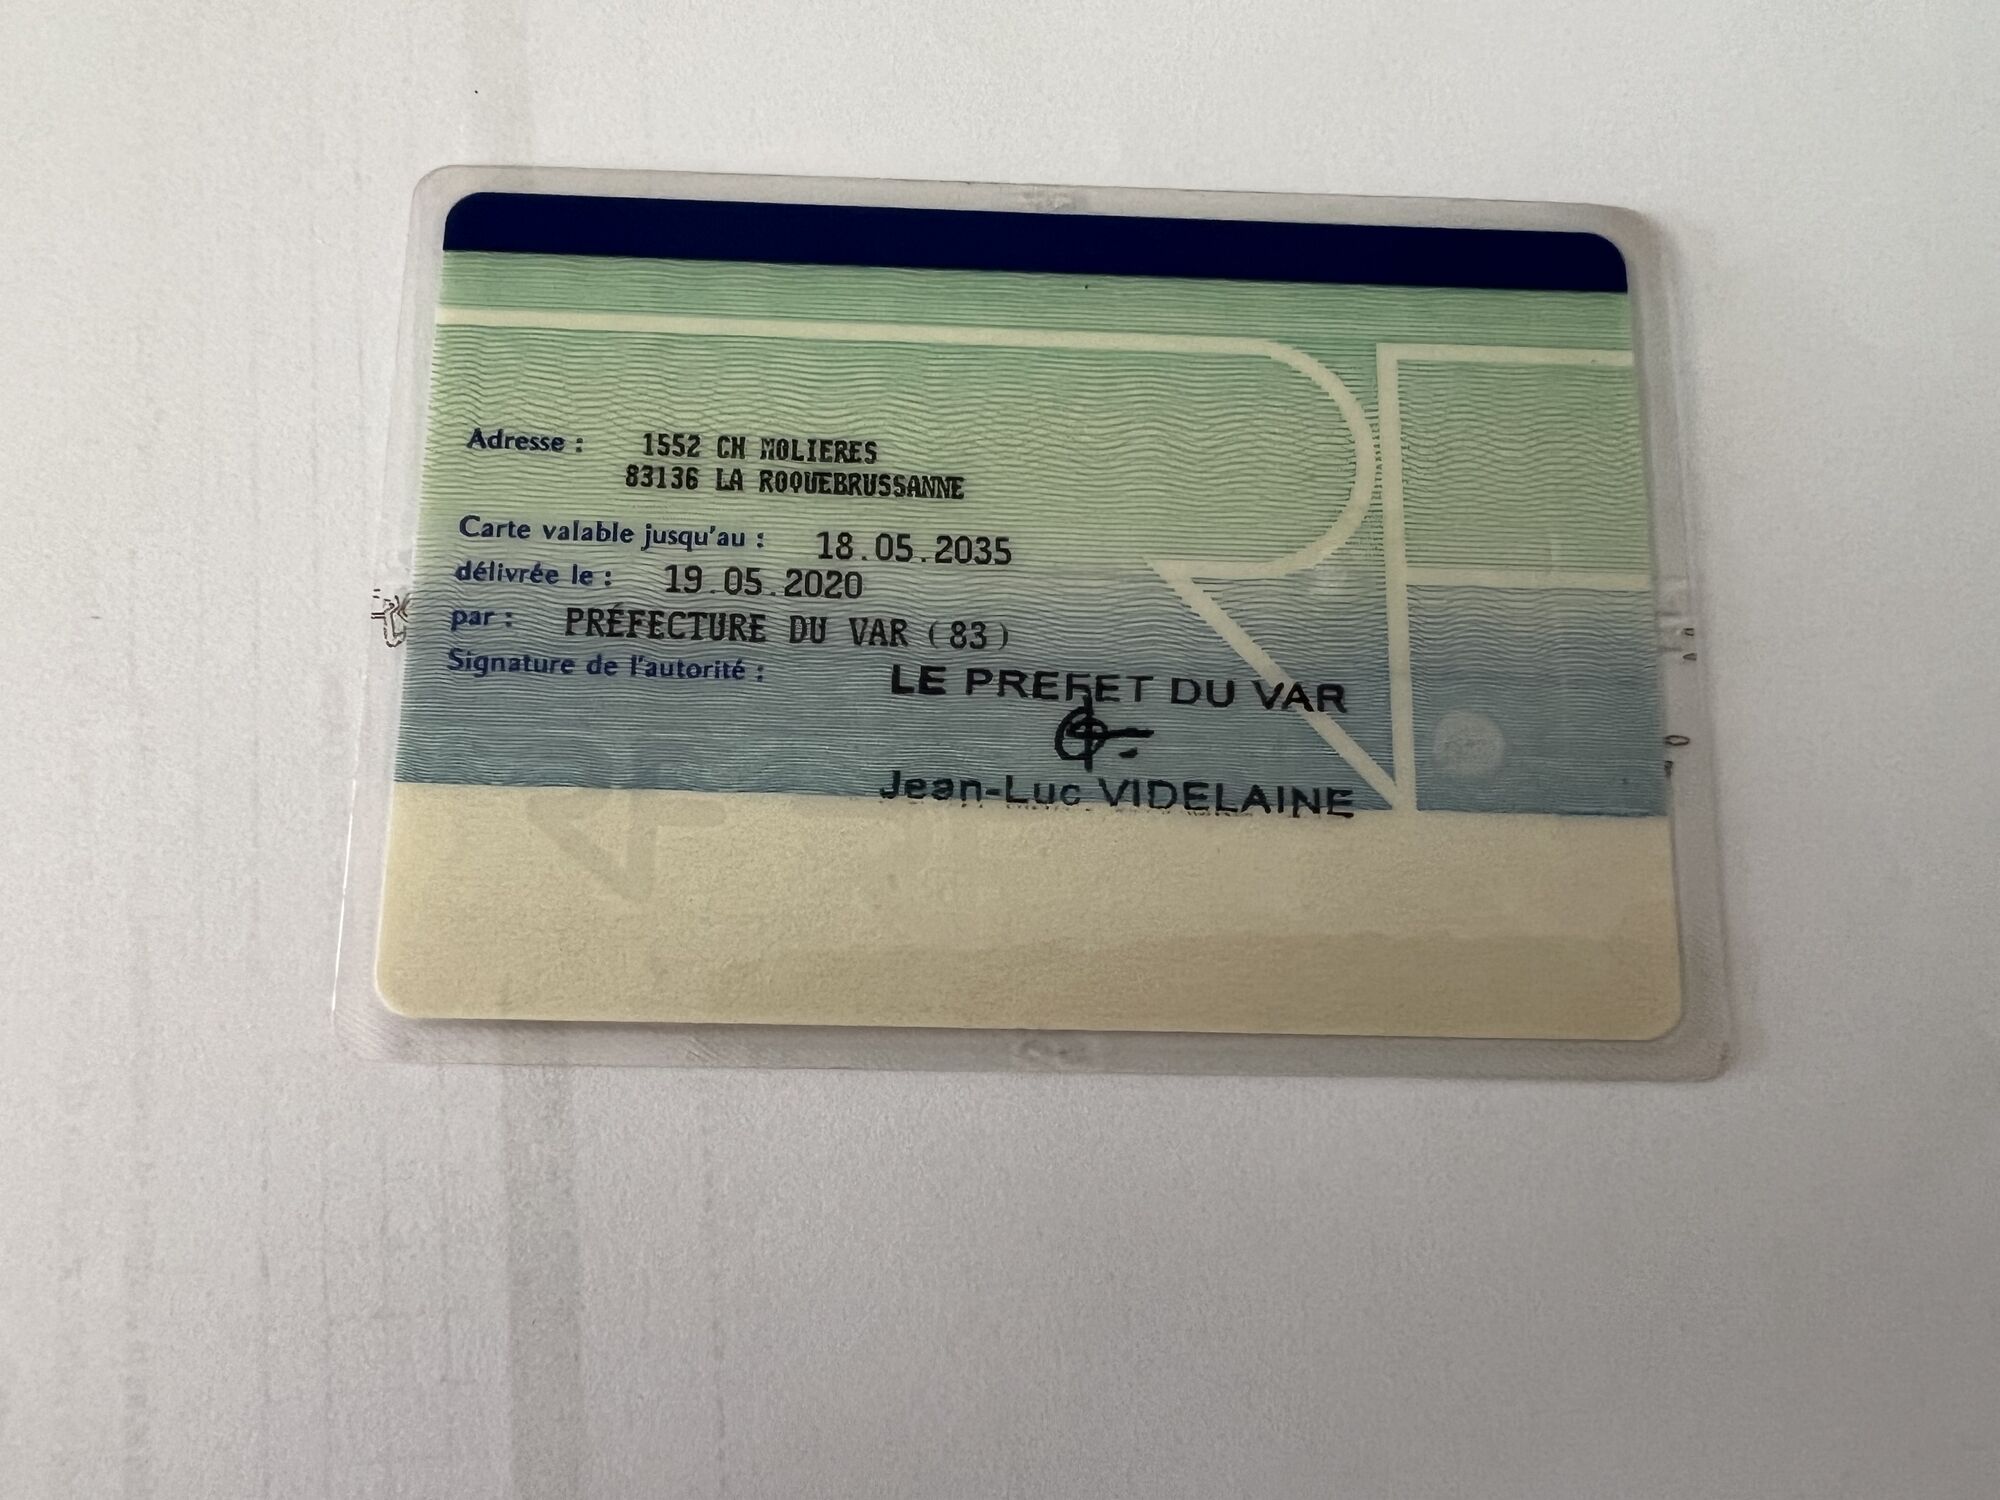 Adresse : 1552 CH MOLIERES
83136 LA ROQUEBRUSSANNE
Carte valable jusqu'au : 18.05.2035
délivrée le : 19.05.2020
par : PRÉFECTURE DU VAR (83)
Signature de l'autorité :
LE PREFET DU VAR
Jean-Luc VIDELAINE